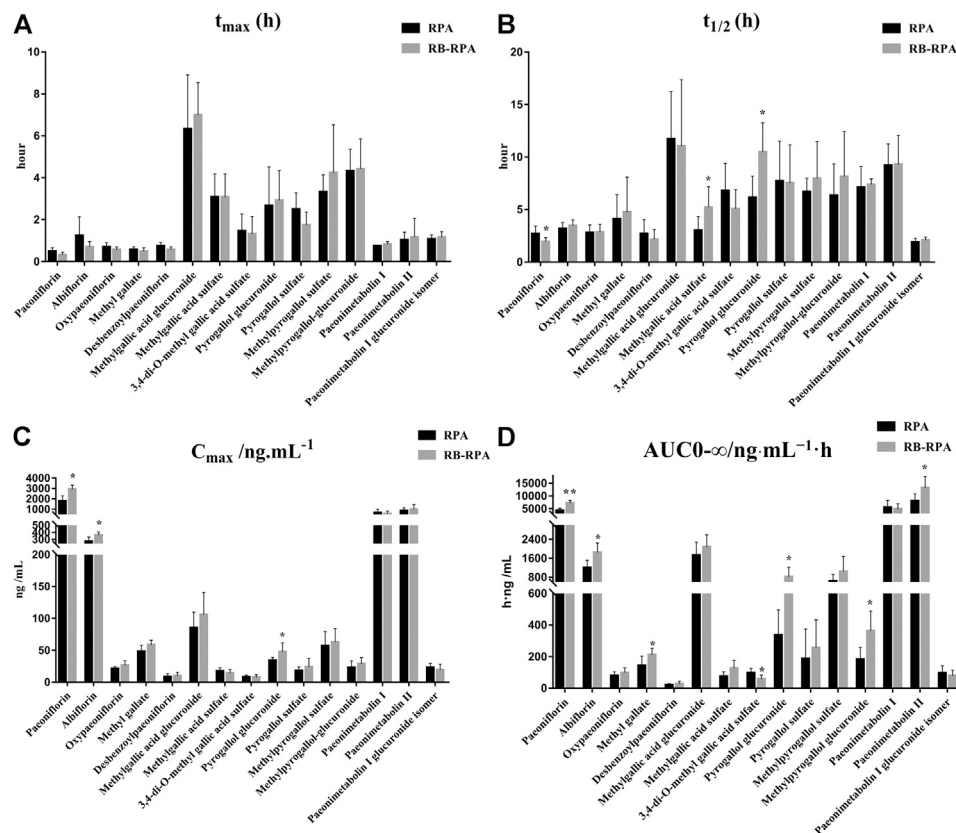 A
t_max (h)
RPA
RB-RPA
10
8
6
4
2
0
hour
Paeoniflorin
Albiflorin
Oxypaeoniflorin
Methyl gallate
Desbenzoylpaeoniflorin
Methylgallic acid glucuronide
Methylgallic acid sulfate
3,4-di-O-methyl gallic acid sulfate
Pyrogallol glucuronide
Pyrogallol sulfate
Methylpyrogallol sulfate
Methylpyrogallol-glucuronide
Paeonimetabolin I
Paeonimetabolin II
Paeonimetabolin I glucuronide isomer
B
t_1/2 (h)
RPA
RB-RPA
20
15
10
5
0
hour
*
*
*
Paeoniflorin
Albiflorin
Oxypaeoniflorin
Methyl gallate
Desbenzoylpaeoniflorin
Methylgallic acid glucuronide
Methylgallic acid sulfate
3,4-di-O-methyl gallic acid sulfate
Pyrogallol glucuronide
Pyrogallol sulfate
Methylpyrogallol sulfate
Methylpyrogallol-glucuronide
Paeonimetabolin I
Paeonimetabolin II
Paeonimetabolin I glucuronide isomer
C
C_max /ng.mL⁻¹
RPA
RB-RPA
4000
3000
2000
1000
500
400
300
200
150
100
50
0
ng /mL
*
*
*
Paeoniflorin
Albiflorin
Oxypaeoniflorin
Methyl gallate
Desbenzoylpaeoniflorin
Methylgallic acid glucuronide
Methylgallic acid sulfate
3,4-di-O-methyl gallic acid sulfate
Pyrogallol glucuronide
Pyrogallol sulfate
Methylpyrogallol sulfate
Methylpyrogallol-glucuronide
Paeonimetabolin I
Paeonimetabolin II
Paeonimetabolin I glucuronide isomer
D
AUC0-∞/ng·mL⁻¹·h
RPA
RB-RPA
15000
10000
5000
1600
1200
800
600
400
200
0
h·ng /mL
**
*
*
*
*
*
*
Paeoniflorin
Albiflorin
Oxypaeoniflorin
Methyl gallate
Desbenzoylpaeoniflorin
Methylgallic acid glucuronide
Methylgallic acid sulfate
3,4-di-O-methyl gallic acid sulfate
Pyrogallol glucuronide
Pyrogallol sulfate
Methylpyrogallol sulfate
Methylpyrogallol glucuronide
Paeonimetabolin I
Paeonimetabolin II
Paeonimetabolin I glucuronide isomer